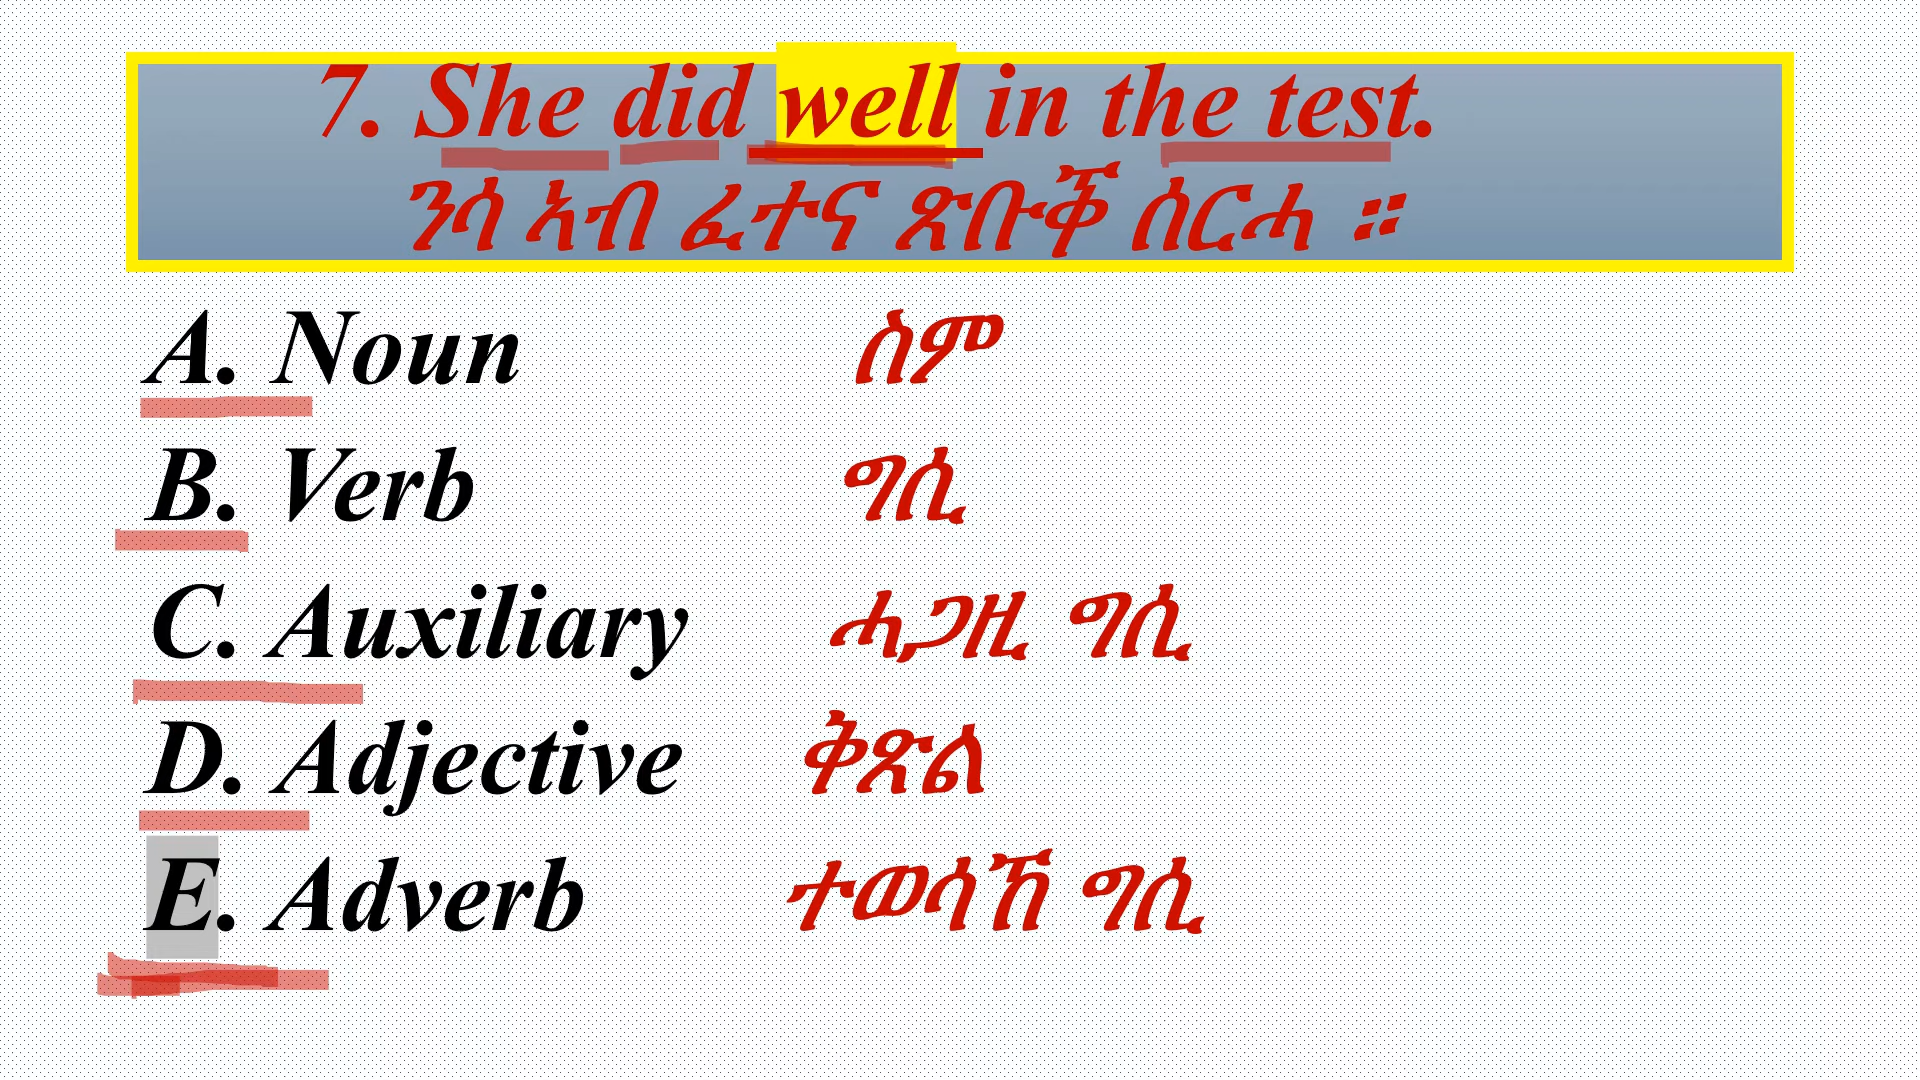 7. She did well in the test.
ንሳ ኣብ ፈተና ጽቡቕ ሰርሓ ።
A. Noun ስም
B. Verb ግሲ
C. Auxiliary ሓጋዚ ግሲ
D. Adjective ቅጽል
E. Adverb ተወሳኸ ግሲ